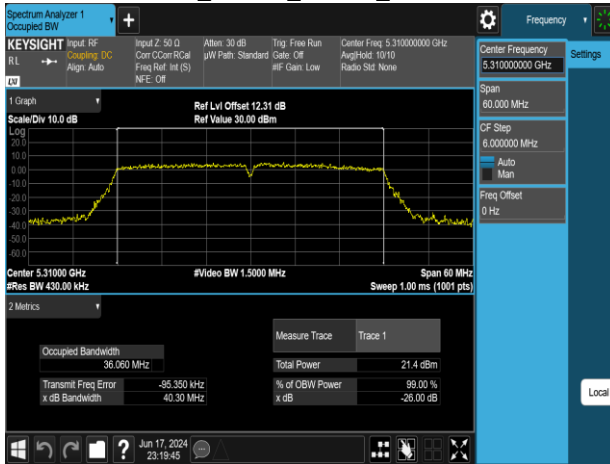 Spectrum Analyzer 1
Occupied BW
Frequency
KEYSIGHT
RL
LXI
Input: RF
Coupling: DC
Align: Auto
Input Z: 50 Ω
Corr CCorr RCal
Freq Ref: Int (S)
NFE: Off
Atten: 30 dB
µW Path: Standard
Trig: Free Run
Gate: Off
#IF Gain: Low
Center Freq: 5.310000000 GHz
Avg|Hold: 10/10
Radio Std: None
Center Frequency
5.310000000 GHz
Settings
Span
60.000 MHz
CF Step
6.000000 MHz
Auto
Man
Freq Offset
0 Hz
1 Graph
Scale/Div 10.0 dB
Ref Lvl Offset 12.31 dB
Ref Value 30.00 dBm
Log
20.0
10.0
0.00
-10.0
-20.0
-30.0
-40.0
-50.0
-60.0
Center 5.31000 GHz
#Res BW 430.00 kHz
#Video BW 1.5000 MHz
Span 60 MHz
Sweep 1.00 ms (1001 pts)
2 Metrics
Measure Trace Trace 1
Occupied Bandwidth
36.060 MHz
Total Power 21.4 dBm
Transmit Freq Error -95.350 kHz
% of OBW Power 99.00 %
x dB Bandwidth 40.30 MHz
x dB -26.00 dB
Local
?
Jun 17, 2024
23:19:45